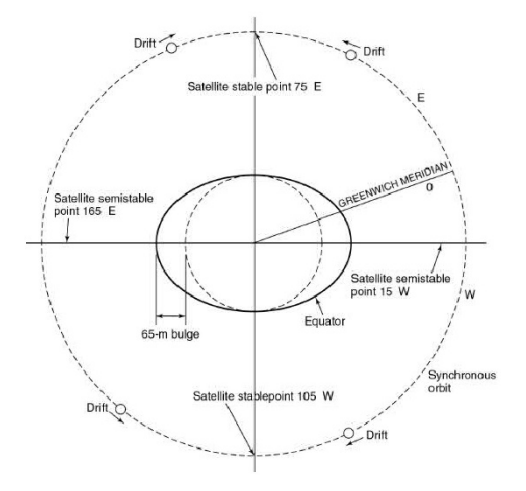 Drift
Drift
Satellite stable point 75 E
E
GREENWICH MERIDIAN
0
Satellite semistable
point 165 E
Satellite semistable
point 15 W
W
Equator
65-m bulge
Synchronous
orbit
Satellite stablepoint 105 W
Drift
Drift